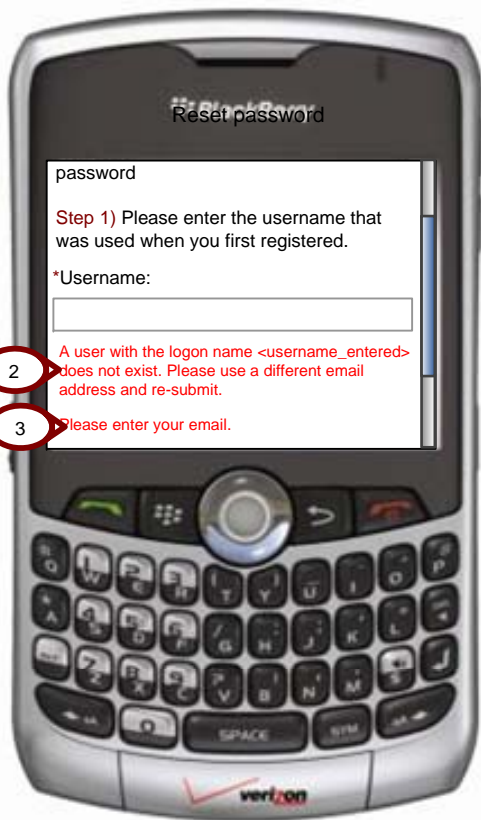 BlackBerry
Reset password
password
Step 1) Please enter the username that
was used when you first registered.
*Username:
A user with the logon name <username_entered>
does not exist. Please use a different email
address and re-submit.
Please enter your email.
2
3
Q W E R T Y U I O P
A S D F G H J K L
Z X C V B N M $
SPACE SYM
verizon